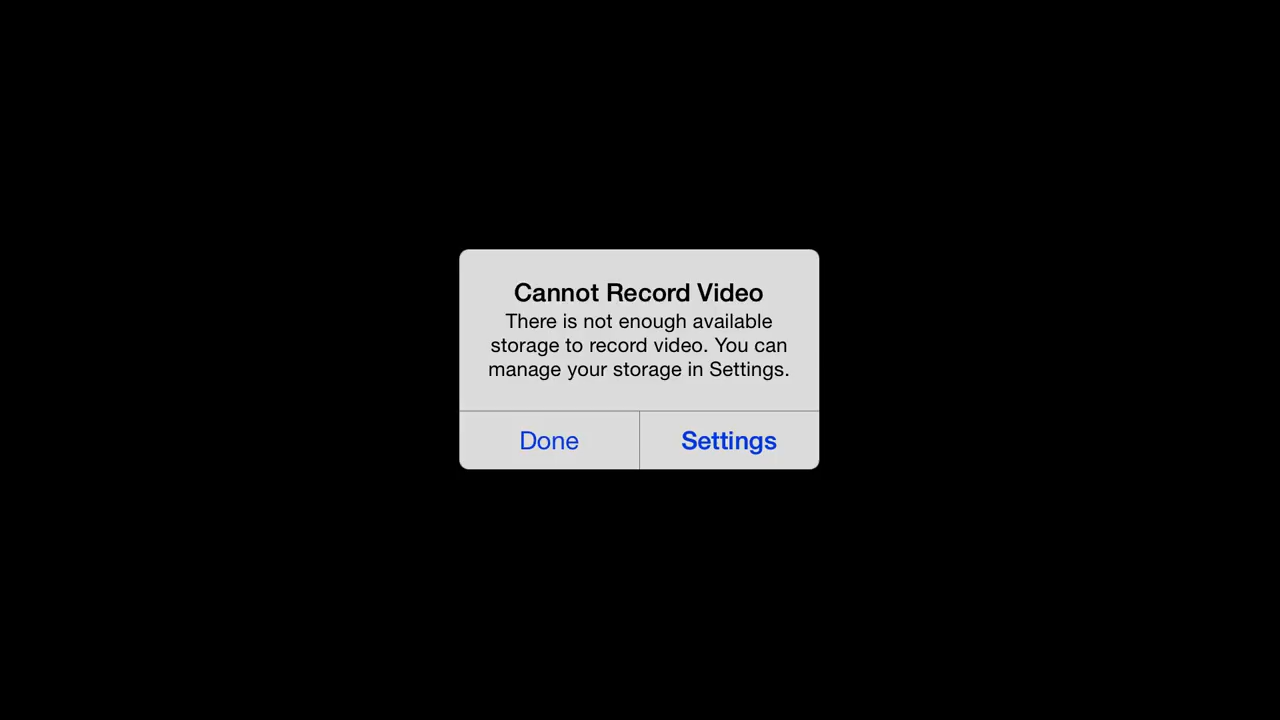 Cannot Record Video
There is not enough available
storage to record video. You can
manage your storage in Settings.
Done
Settings